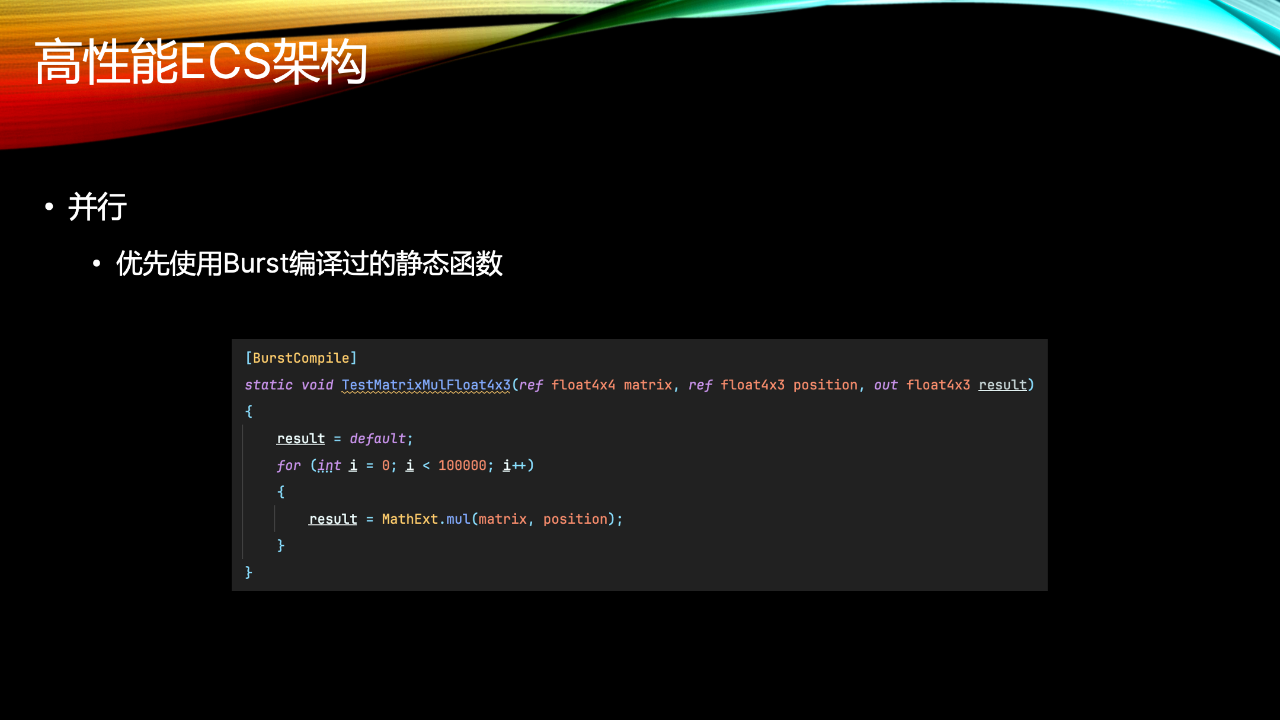 高性能ECS架构
• 并行
• 优先使用Burst编译过的静态函数
[BurstCompile]
static void TestMatrixMulFloat4x3(ref float4x4 matrix, ref float4x3 position, out float4x3 result)
{
result = default;
for (int i = 0; i < 100000; i++)
{
result = MathExt.mul(matrix, position);
}
}